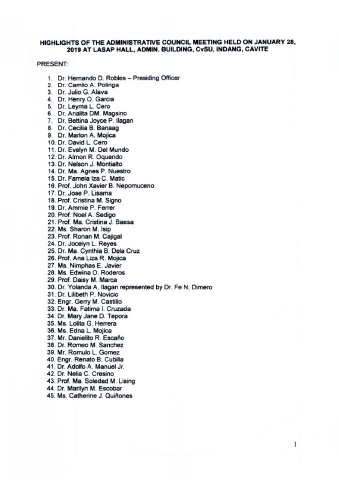 HIGHLIGHTS OF THE ADMINISTRATIVE COUNCIL MEETING HELD ON JANUARY 28,
2019 AT LASAP HALL, ADMIN. BUILDING, CvSU, INDANG, CAVITE
PRESENT:
1. Dr. Hernando D. Robles – Presiding Officer
2. Dr. Camilo A. Polinga
3. Dr. Julio G. Alava
4. Dr. Henry O. Garcia
5. Dr. Leyma L. Cero
6. Dr. Analita DM. Magsino
7. Dr. Bettina Joyce P. Ilagan
8. Dr. Cecilia B. Banaag
9. Dr. Marlon A. Mojica
10. Dr. David L. Cero
11. Dr. Evelyn M. Del Mundo
12. Dr. Almon R. Oquendo
13. Dr. Nelson J. Montialto
14. Dr. Ma. Agnes P. Nuestro
15. Dr. Famela Iza C. Matic
16. Prof. John Xavier B. Nepomuceno
17. Dr. Jose P. Lisama
18. Prof. Cristina M. Signo
19. Dr. Ammie P. Ferrer
20. Prof. Noel A. Sedigo
21. Prof. Ma. Cristina J. Baesa
22. Ms. Sharon M. Isip
23. Prof. Ronan M. Cajigal
24. Dr. Jocelyn L. Reyes
25. Dr. Ma. Cynthia B. Dela Cruz
26. Prof. Ana Liza R. Mojica
27. Ms. Nimphas E. Javier
28. Ms. Edwina O. Roderos
29. Prof. Daisy M. Marca
30. Dr. Yolanda A. Ilagan represented by Dr. Fe N. Dimero
31. Dr. Lilibeth P. Novicio
32. Engr. Gerry M. Castillo
33. Dr. Ma. Fatima I. Cruzada
34. Dr. Mary Jane D. Tepora
35. Ms. Lolita G. Herrera
36. Ms. Edna L. Mojica
37. Mr. Danielito R. Escaño
38. Dr. Romeo M. Sanchez
39. Mr. Romulo L. Gomez
40. Engr. Renato B. Cubilla
41. Dr. Adolfo A. Manuel Jr.
42. Dr. Nelia C. Cresino
43. Prof. Ma. Soledad M. Lising
44. Dr. Marilyn M. Escobar
45. Ms. Catherine J. Quiñones
1